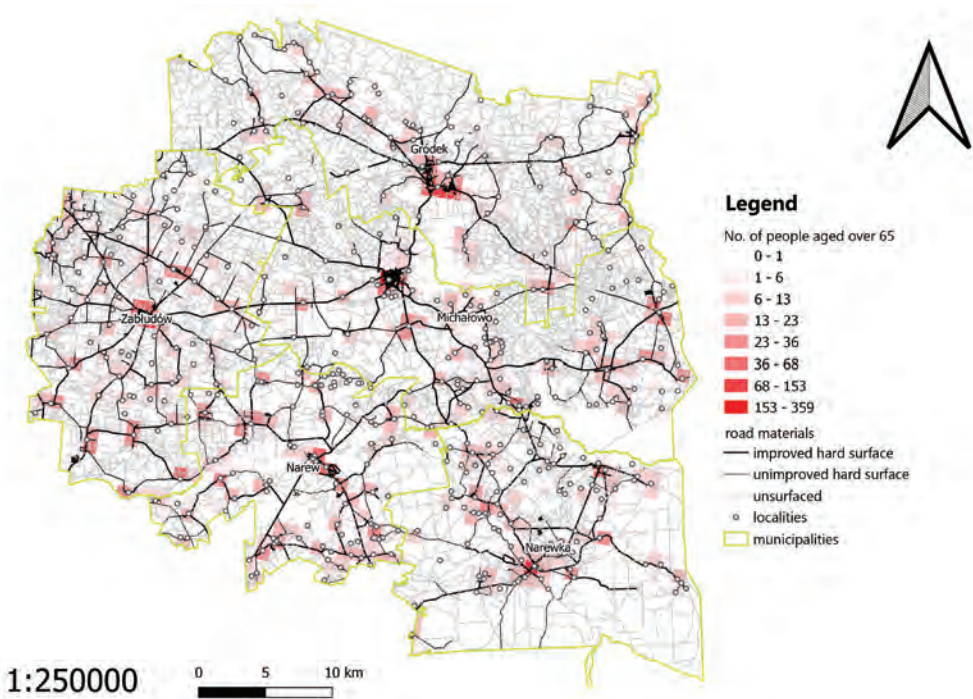 Gródek
Zabłudów
Michałowo
Narew
Narewka
Legend
No. of people aged over 65
0 - 1
1 - 6
6 - 13
13 - 23
23 - 36
36 - 68
68 - 153
153 - 359
road materials
improved hard surface
unimproved hard surface
unsurfaced
localities
municipalities
1:250000
0 5 10 km